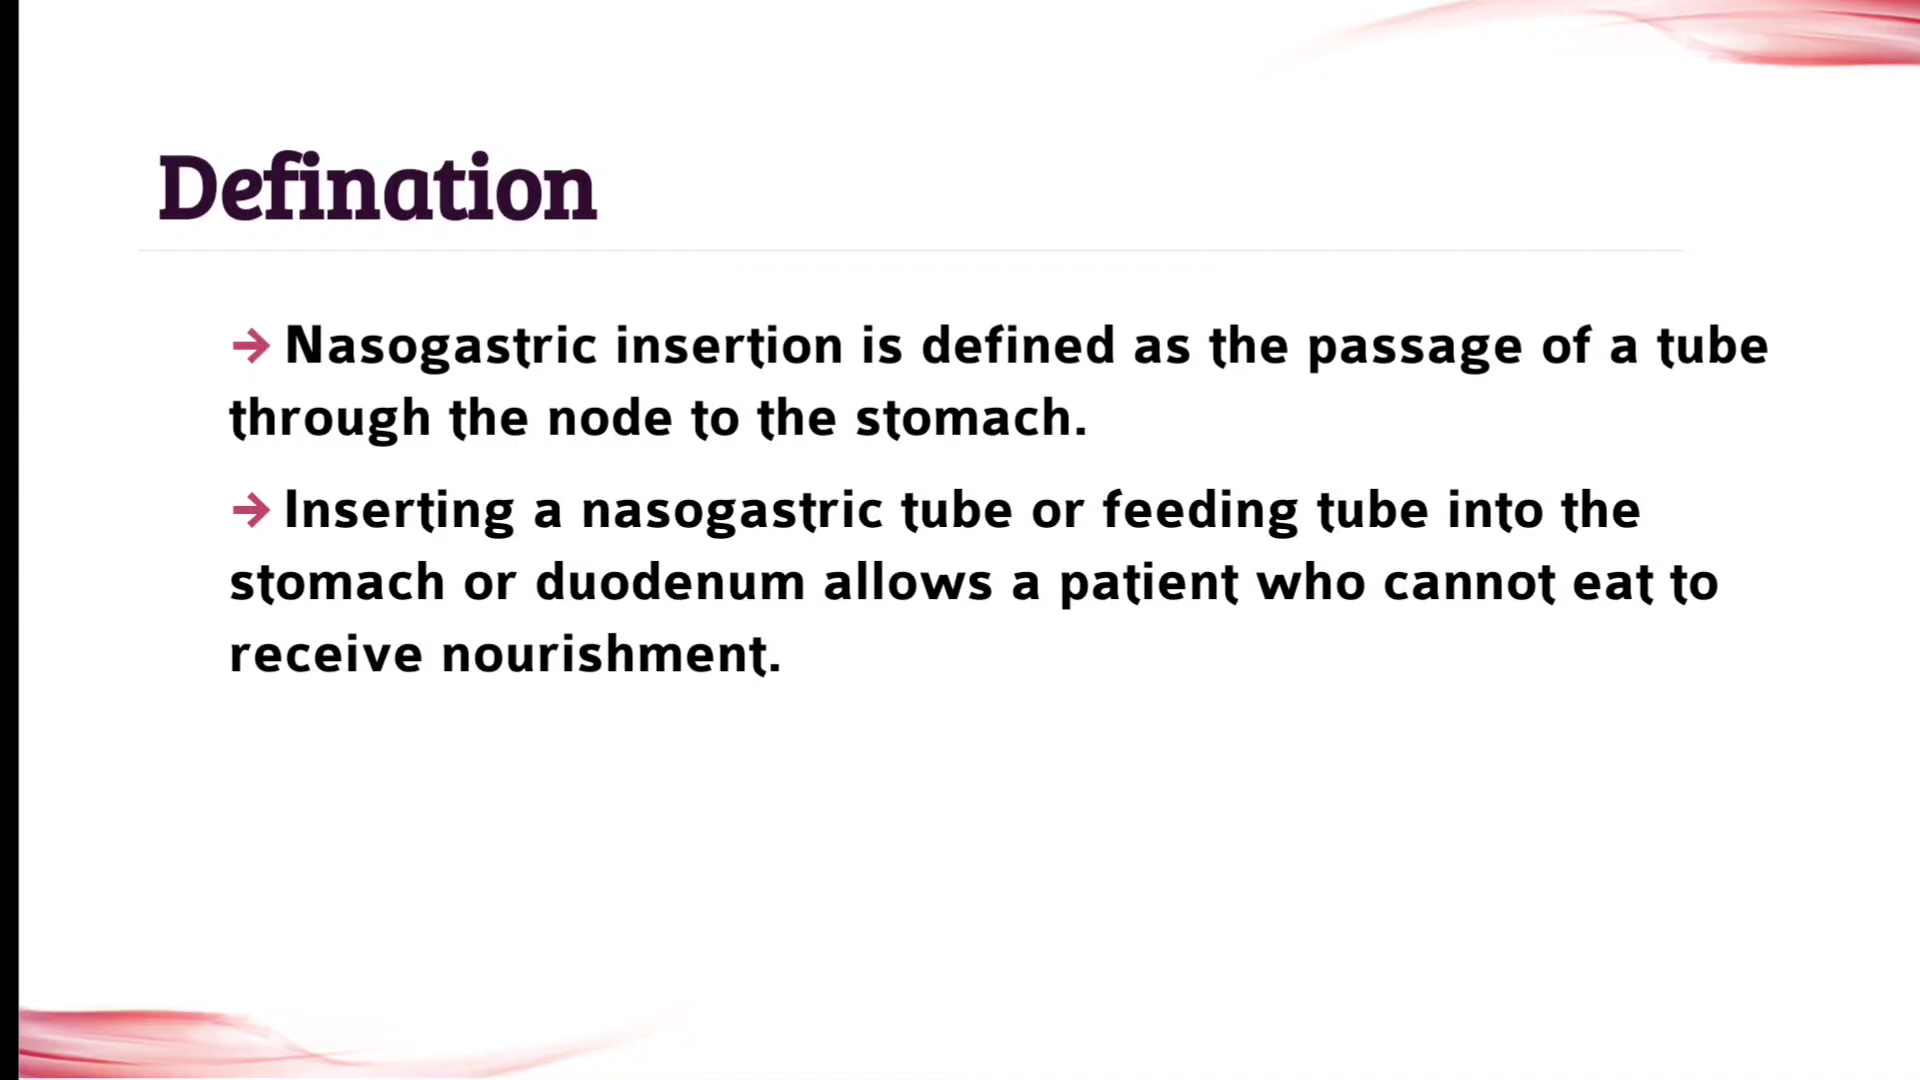 Defination
→ Nasogastric insertion is defined as the passage of a tube
through the node to the stomach.
→ Inserting a nasogastric tube or feeding tube into the
stomach or duodenum allows a patient who cannot eat to
receive nourishment.